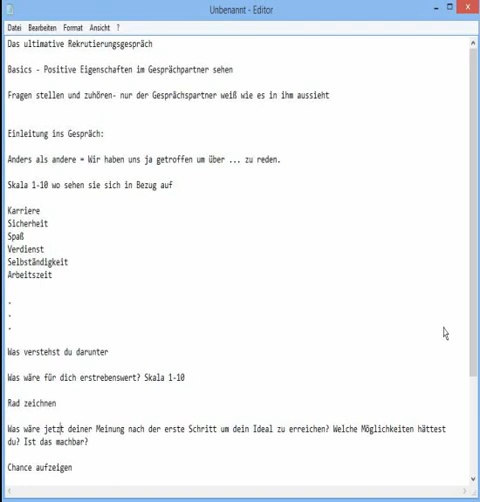 Unbenannt - Editor
Datei Bearbeiten Format Ansicht ?
Das ultimative Rekrutierungsgespräch
Basics - Positive Eigenschaften im Gesprächpartner sehen
Fragen stellen und zuhören- nur der Gesprächspartner weiß wie es in ihm aussieht
Einleitung ins Gespräch:
Anders als andere = Wir haben uns ja getroffen um über ... zu reden.
Skala 1-10 wo sehen sie sich in Bezug auf
Karriere
Sicherheit
Spaß
Verdienst
Selbständigkeit
Arbeitszeit
.
.
.
Was verstehst du darunter
Was wäre für dich erstrebenswert? Skala 1-10
Rad zeichnen
Was wäre jetzt deiner Meinung nach der erste Schritt um dein Ideal zu erreichen? Welche Möglichkeiten hättest
du? Ist das machbar?
Chance aufzeigen